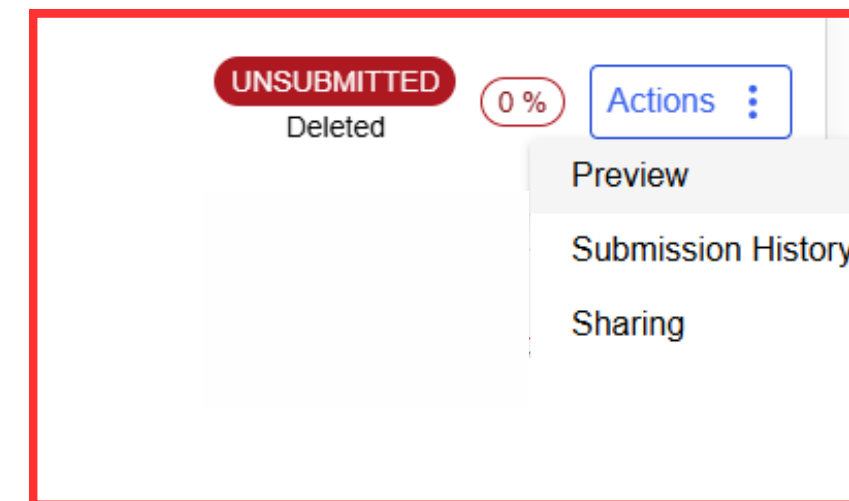 UNSUBMITTED
Deleted
0 %
Actions
Preview
Submission History
Sharing